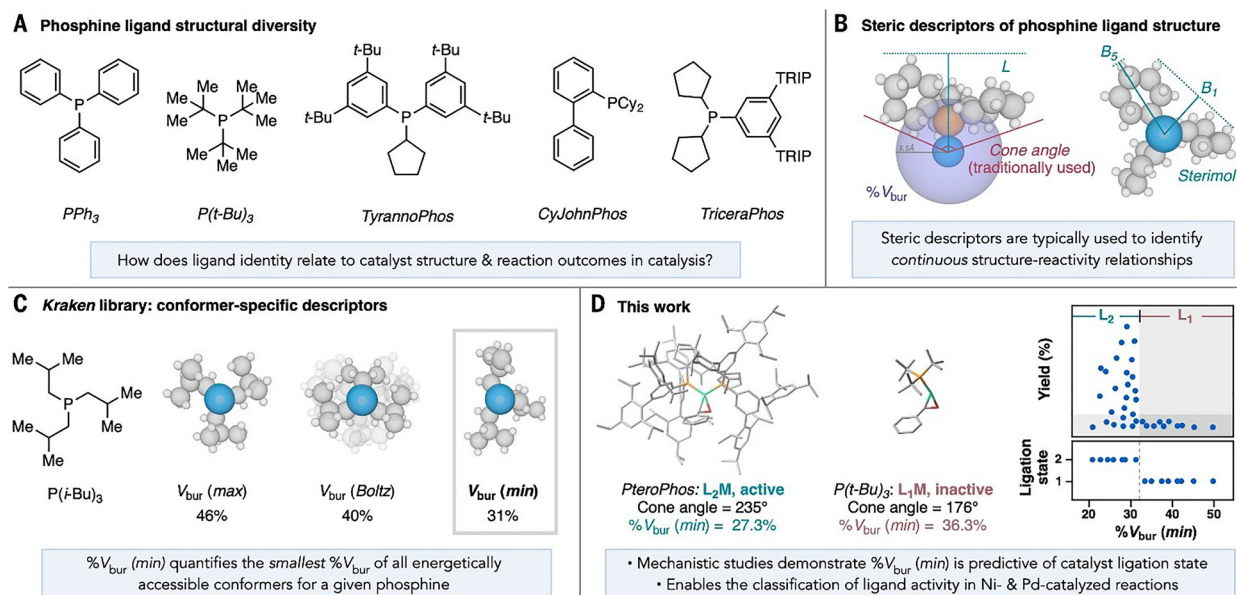 A Phosphine ligand structural diversity
t-Bu
t-Bu
t-Bu
t-Bu
P
PPh3
Me
Me
Me
Me
Me
Me
Me
Me
Me
P
P(t-Bu)3
P
TyrannoPhos
PCy2
CyJohnPhos
TRIP
P
TRIP
TriceraPhos
How does ligand identity relate to catalyst structure & reaction outcomes in catalysis?
B Steric descriptors of phosphine ligand structure
L
3.5Å
Cone angle
(traditionally used)
%Vbur
B5
B1
Sterimol
Steric descriptors are typically used to identify
continuous structure-reactivity relationships
C Kraken library: conformer-specific descriptors
Me
Me
P
Me
Me
Me
Me
P(i-Bu)3
Vbur (max)
46%
Vbur (Boltz)
40%
Vbur (min)
31%
%Vbur (min) quantifies the smallest %Vbur of all energetically
accessible conformers for a given phosphine
D This work
PteroPhos: L2M, active
Cone angle = 235°
%Vbur (min) = 27.3%
P(t-Bu)3: L1M, inactive
Cone angle = 176°
%Vbur (min) = 36.3%
L2 L1
Yield (%)
Ligation
state
2
1
20 30 40 50
%Vbur (min)
• Mechanistic studies demonstrate %Vbur (min) is predictive of catalyst ligation state
• Enables the classification of ligand activity in Ni- & Pd-catalyzed reactions